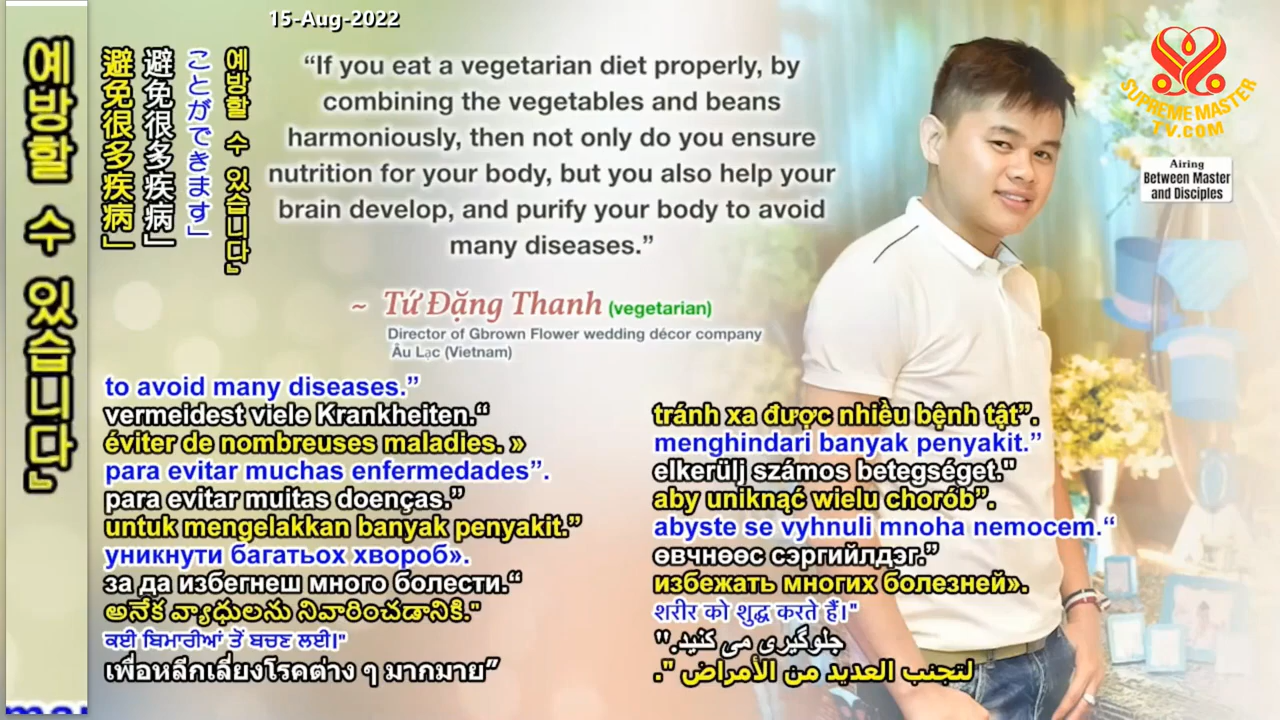 15-Aug-2022
예방할 수 있습니다』
예방할 수 있습니다』
ことができます」
避免很多疾病」
避免很多疾病」
“If you eat a vegetarian diet properly, by
combining the vegetables and beans
harmoniously, then not only do you ensure
nutrition for your body, but you also help your
brain develop, and purify your body to avoid
many diseases.”
~ Tứ Đặng Thanh (vegetarian)
Director of Gbrown Flower wedding décor company
Âu Lạc (Vietnam)
SUPREME MASTER
TV.COM
Airing
Between Master
and Disciples
to avoid many diseases.”
vermeidest viele Krankheiten.“
éviter de nombreuses maladies. »
para evitar muchas enfermedades”.
para evitar muitas doenças.”
untuk mengelakkan banyak penyakit.”
уникнути багатьох хвороб».
за да избегнеш много болести.“
అనేక వ్యాధులను నివారించడానికి."
ਕਈ ਬਿਮਾਰੀਆਂ ਤੋਂ ਬਚਣ ਲਈ।"
เพื่อหลีกเลี่ยงโรคต่าง ๆ มากมาย”
tránh xa được nhiều bệnh tật”.
menghindari banyak penyakit.”
elkerülj számos betegséget."
aby uniknąć wielu chorób”.
abyste se vyhnuli mnoha nemocem.“
өвчнөөс сэргийлдэг.”
избежать многих болезней».
शरीर को शुद्ध करते हैं।"
جلوگیری می کنید."
لتجنب العديد من الأمراض ".